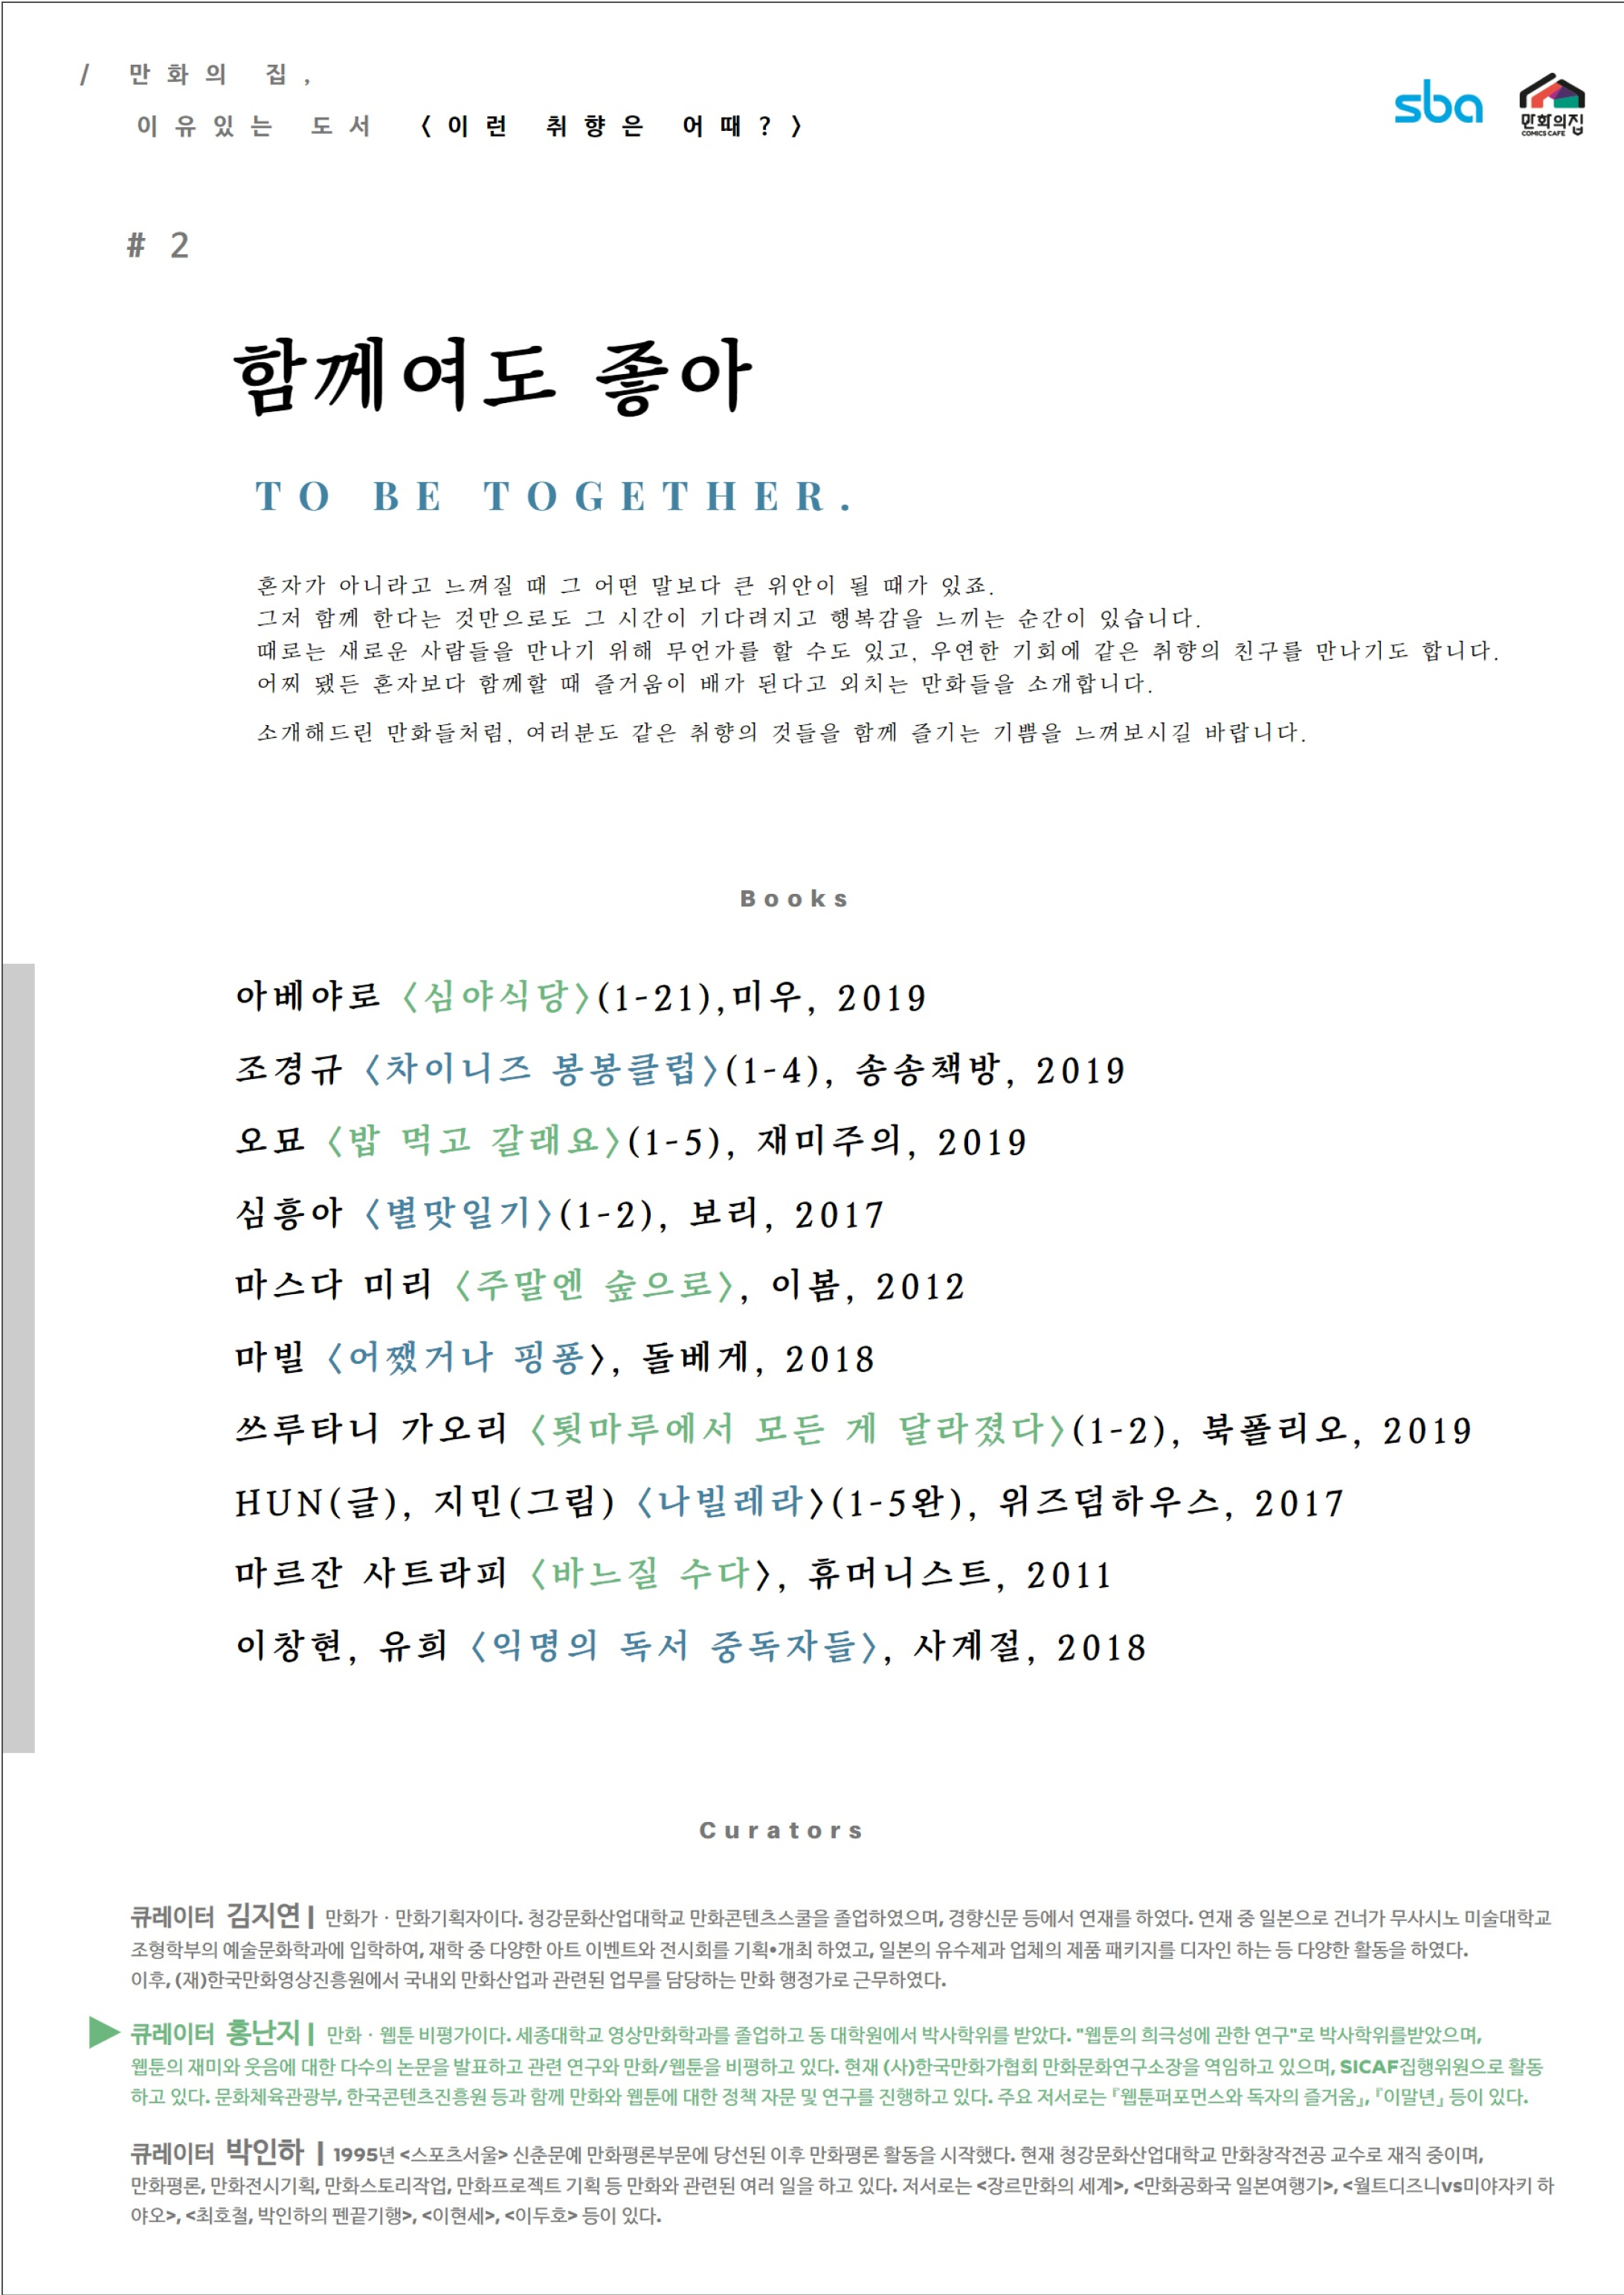 / 만화의 집,
이유있는 도서 〈이런 취향은 어때?〉
sba
만화의집
COMICS CAFE
# 2
함께여도 좋아
TO BE TOGETHER.
혼자가 아니라고 느껴질 때 그 어떤 말보다 큰 위안이 될 때가 있죠.
그저 함께 한다는 것만으로도 그 시간이 기다려지고 행복감을 느끼는 순간이 있습니다.
때로는 새로운 사람들을 만나기 위해 무언가를 할 수도 있고, 우연한 기회에 같은 취향의 친구를 만나기도 합니다.
어찌 됐든 혼자보다 함께할 때 즐거움이 배가 된다고 외치는 만화들을 소개합니다.
소개해드린 만화들처럼, 여러분도 같은 취향의 것들을 함께 즐기는 기쁨을 느껴보시길 바랍니다.
Books
아베야로 〈심야식당〉(1-21),미우, 2019
조경규 〈차이니즈 봉봉클럽〉(1-4), 송송책방, 2019
오묘 〈밥 먹고 갈래요〉(1-5), 재미주의, 2019
심흥아 〈별맛일기〉(1-2), 보리, 2017
마스다 미리 〈주말엔 숲으로〉, 이봄, 2012
마빌 〈어쨌거나 핑퐁〉, 돌베게, 2018
쓰루타니 가오리 〈툇마루에서 모든 게 달라졌다〉(1-2), 북폴리오, 2019
HUN(글), 지민(그림) 〈나빌레라〉(1-5완), 위즈덤하우스, 2017
마르잔 사트라피 〈바느질 수다〉, 휴머니스트, 2011
이창현, 유희 〈익명의 독서 중독자들〉, 사계절, 2018
Curators
큐레이터 김지연 | 만화가 · 만화기획자이다. 청강문화산업대학교 만화콘텐츠스쿨을 졸업하였으며, 경향신문 등에서 연재를 하였다. 연재 중 일본으로 건너가 무사시노 미술대학교
조형학부의 예술문화학과에 입학하여, 재학 중 다양한 아트 이벤트와 전시회를 기획•개최 하였고, 일본의 유수제과 업체의 제품 패키지를 디자인 하는 등 다양한 활동을 하였다.
이후, (재)한국만화영상진흥원에서 국내외 만화산업과 관련된 업무를 담당하는 만화 행정가로 근무하였다.
▶ 큐레이터 홍난지 | 만화 · 웹툰 비평가이다. 세종대학교 영상만화학과를 졸업하고 동 대학원에서 박사학위를 받았다. "웹툰의 희극성에 관한 연구"로 박사학위를받았으며,
웹툰의 재미와 웃음에 대한 다수의 논문을 발표하고 관련 연구와 만화/웹툰을 비평하고 있다. 현재 (사)한국만화가협회 만화문화연구소장을 역임하고 있으며, SICAF집행위원으로 활동
하고 있다. 문화체육관광부, 한국콘텐츠진흥원 등과 함께 만화와 웹툰에 대한 정책 자문 및 연구를 진행하고 있다. 주요 저서로는 『웹툰퍼포먼스와 독자의 즐거움』, 『이말년』 등이 있다.
큐레이터 박인하 | 1995년 <스포츠서울> 신춘문예 만화평론부문에 당선된 이후 만화평론 활동을 시작했다. 현재 청강문화산업대학교 만화창작전공 교수로 재직 중이며,
만화평론, 만화전시기획, 만화스토리작업, 만화프로젝트 기획 등 만화와 관련된 여러 일을 하고 있다. 저서로는 <장르만화의 세계>, <만화공화국 일본여행기>, <월트디즈니vs미야자키 하
야오>, <최호철, 박인하의 펜끝기행>, <이현세>, <이두호> 등이 있다.